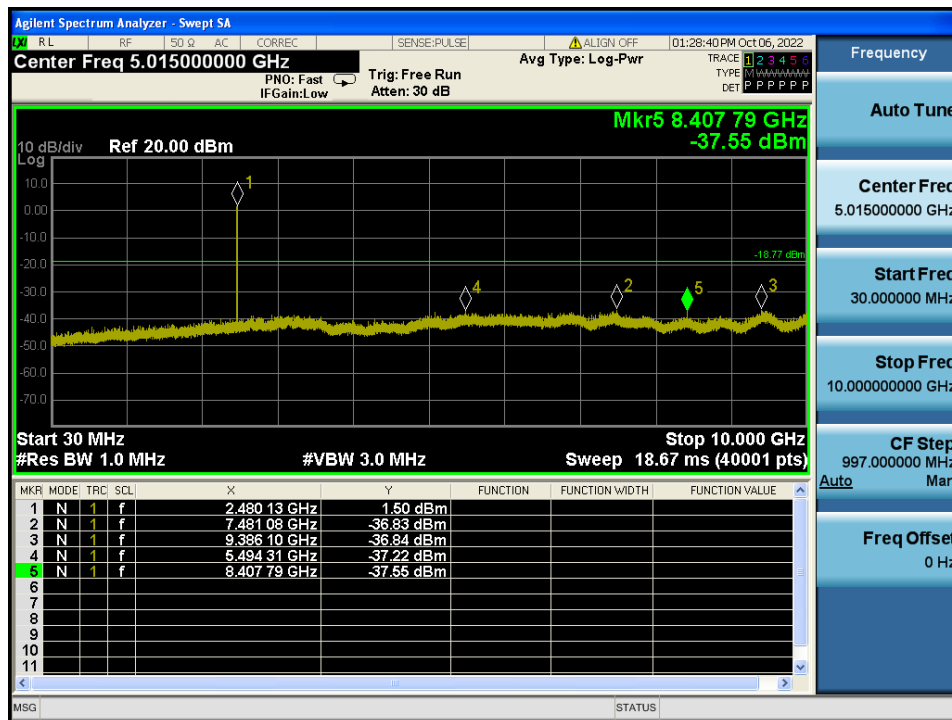 Agilent Spectrum Analyzer - Swept SA
LXI RL RF 50 Ω AC CORREC SENSE:PULSE ALIGN OFF 01:28:40 PM Oct 06, 2022
Center Freq 5.015000000 GHz
PNO: Fast
IFGain:Low
Trig: Free Run
Atten: 30 dB
Avg Type: Log-Pwr
TRACE 1 2 3 4 5 6
TYPE M
DET P P P P P P
Mkr5 8.407 79 GHz
-37.55 dBm
10 dB/div Ref 20.00 dBm
Log
10.0
0.00
-10.0
-20.0
-30.0
-40.0
-50.0
-60.0
-70.0
1
4
2
5
3
-18.77 dBm
Start 30 MHz Stop 10.000 GHz
#Res BW 1.0 MHz #VBW 3.0 MHz Sweep 18.67 ms (40001 pts)
MKR MODE TRC SCL X Y FUNCTION FUNCTION WIDTH FUNCTION VALUE
1 N 1 f 2.480 13 GHz 1.50 dBm
2 N 1 f 7.481 08 GHz -36.83 dBm
3 N 1 f 9.386 10 GHz -36.84 dBm
4 N 1 f 5.494 31 GHz -37.22 dBm
5 N 1 f 8.407 79 GHz -37.55 dBm
6
7
8
9
10
11
MSG STATUS
Frequency
Auto Tune
Center Freq
5.015000000 GHz
Start Freq
30.000000 MHz
Stop Freq
10.000000000 GHz
CF Step
997.000000 MHz
Auto Man
Freq Offset
0 Hz